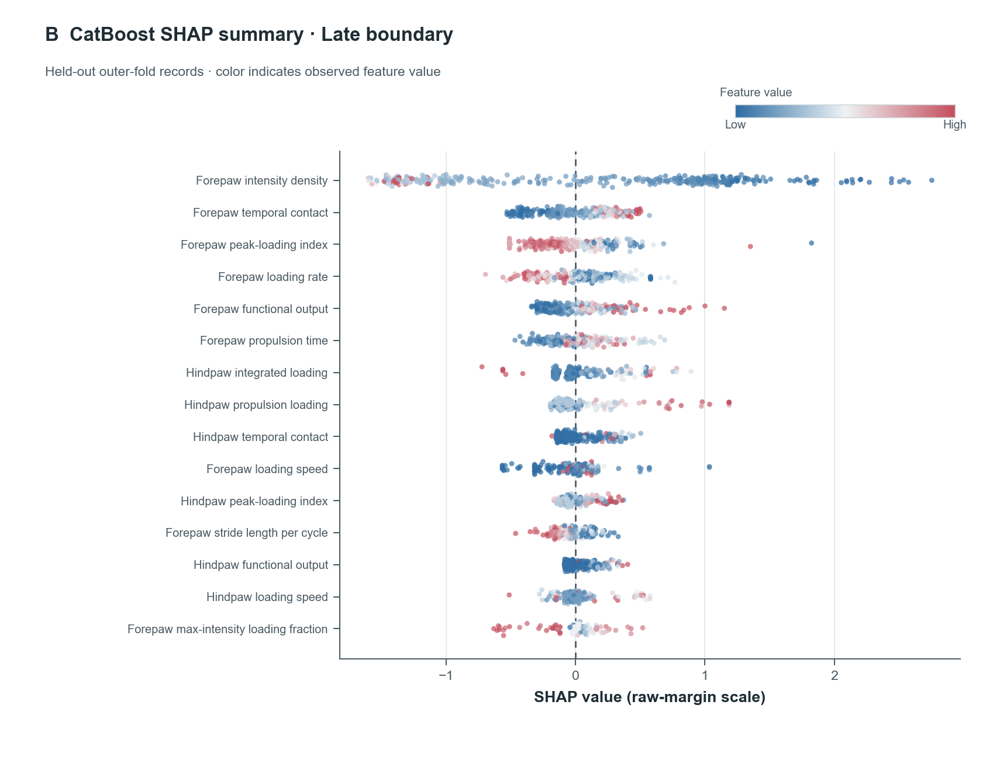 B CatBoost SHAP summary · Late boundary
Held-out outer-fold records · color indicates observed feature value
Feature value
Low High
Forepaw intensity density
Forepaw temporal contact
Forepaw peak-loading index
Forepaw loading rate
Forepaw functional output
Forepaw propulsion time
Hindpaw integrated loading
Hindpaw propulsion loading
Hindpaw temporal contact
Forepaw loading speed
Hindpaw peak-loading index
Forepaw stride length per cycle
Hindpaw functional output
Hindpaw loading speed
Forepaw max-intensity loading fraction
−1 0 1 2
SHAP value (raw-margin scale)